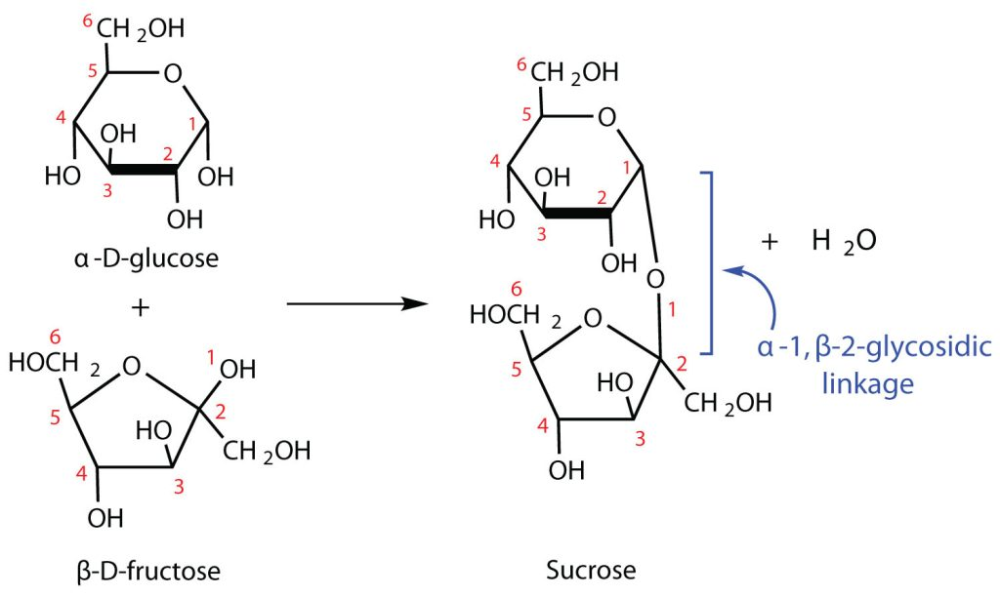 6
CH 2OH
5
O
4
OH
1
2
HO
3
OH
OH
α-D-glucose
+
6
HOCH 2
O
1
OH
5
HO
2
CH 2OH
4
3
OH
β-D-fructose
6
CH 2OH
5
O
4
OH
1
2
HO
3
OH
O
6
HOCH 2
O
1
5
HO
2
CH 2OH
4
3
OH
Sucrose
+ H 2O
α-1, β-2-glycosidic
linkage